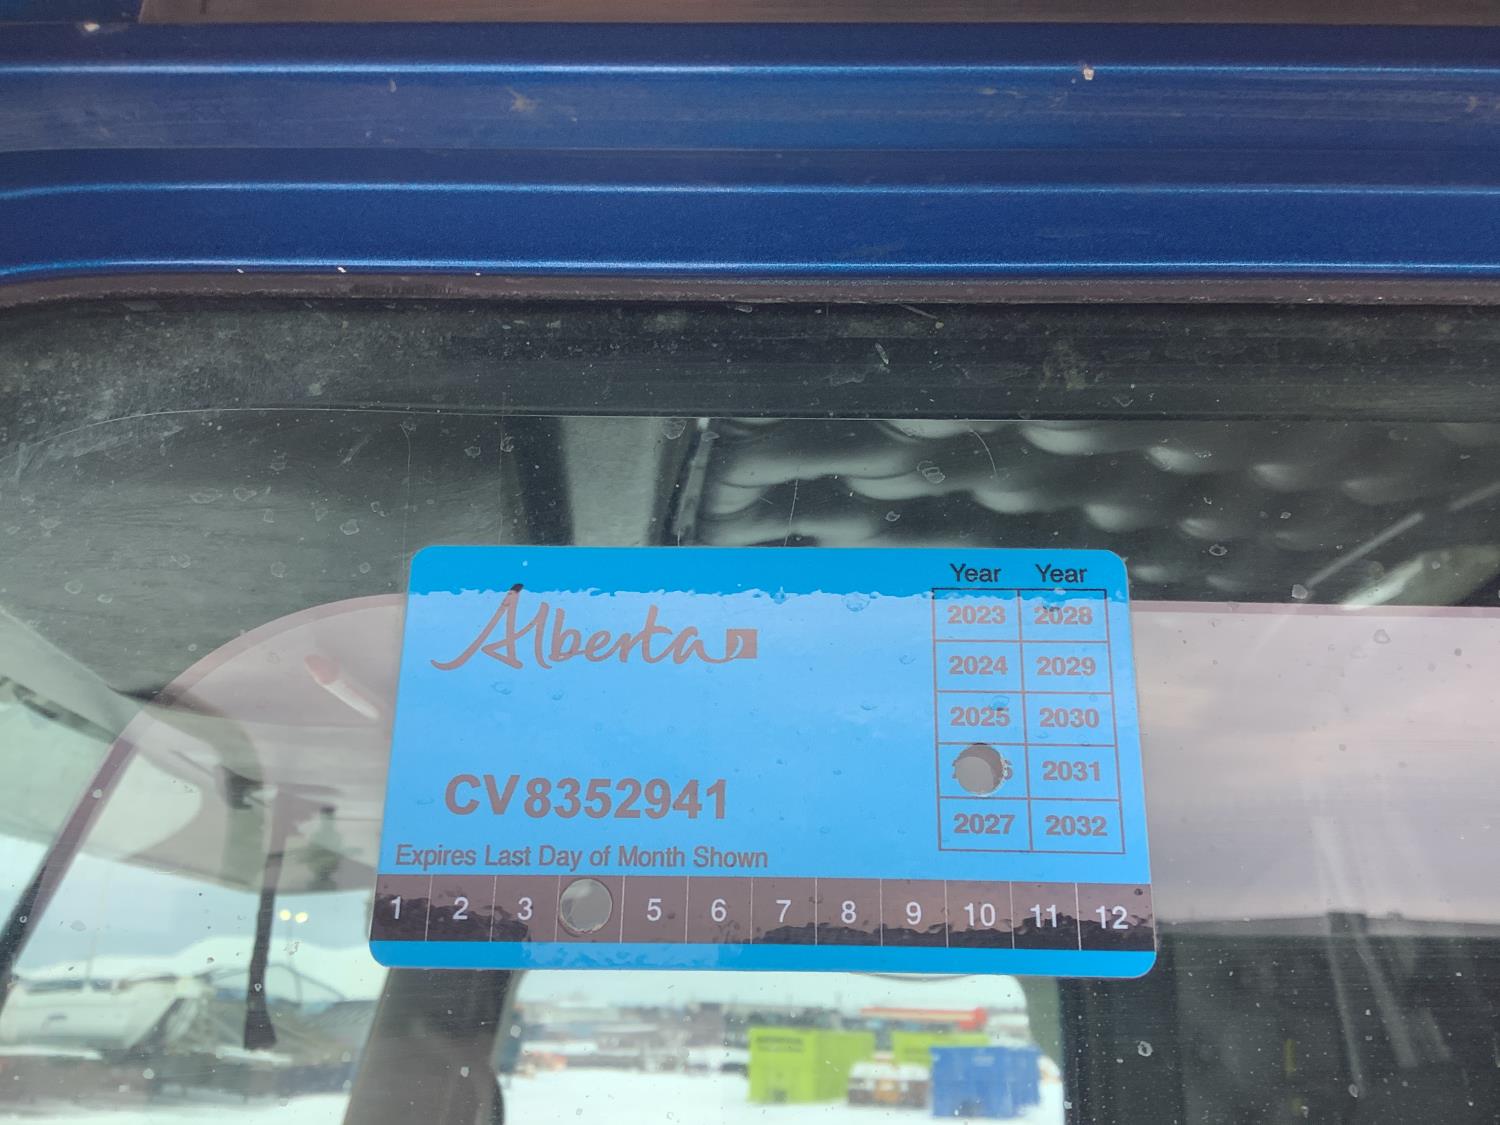 Alberta
Year Year
2023 2028
2024 2029
2025 2030
2031
2027 2032
CV8352941
Expires Last Day of Month Shown
1 2 3 5 6 7 8 9 10 11 12